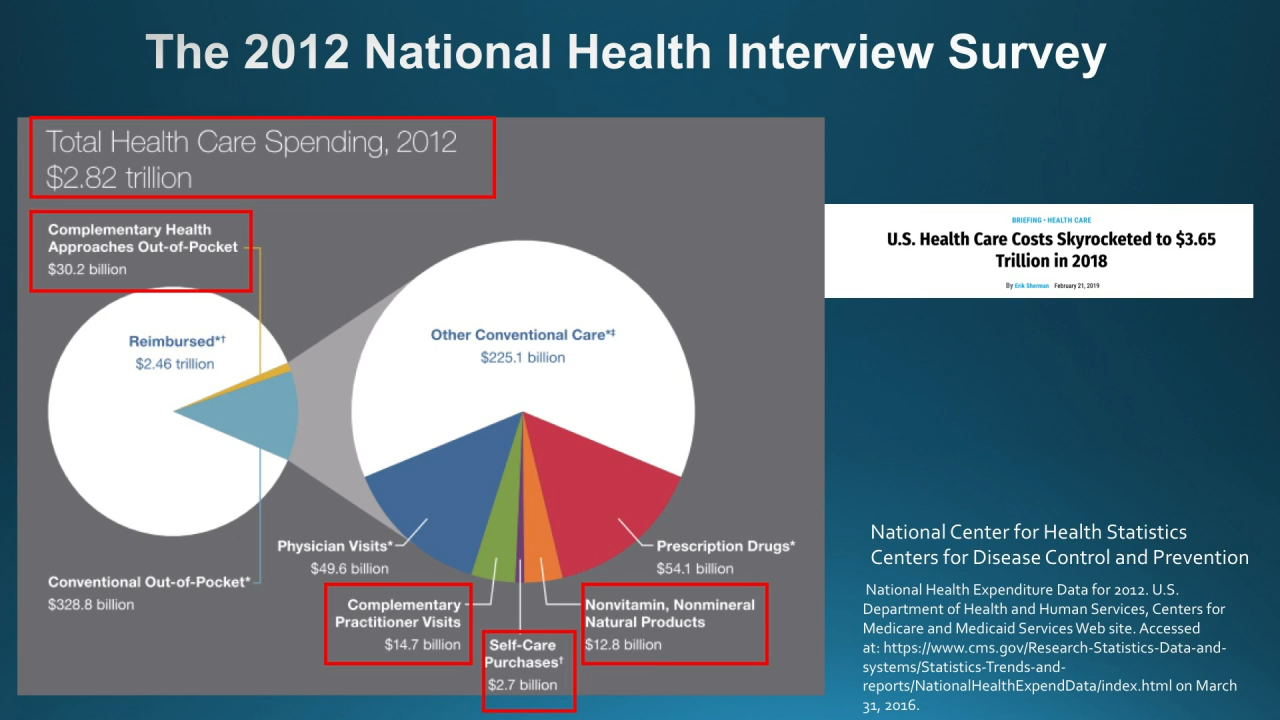 The 2012 National Health Interview Survey
Total Health Care Spending, 2012
$2.82 trillion
Complementary Health
Approaches Out-of-Pocket
$30.2 billion
Reimbursed*†
$2.46 trillion
Conventional Out-of-Pocket*
$328.8 billion
Other Conventional Care*‡
$225.1 billion
Physician Visits*
$49.6 billion
Complementary
Practitioner Visits
$14.7 billion
Self-Care
Purchases†
$2.7 billion
Nonvitamin, Nonmineral
Natural Products
$12.8 billion
Prescription Drugs*
$54.1 billion
BRIEFING • HEALTH CARE
U.S. Health Care Costs Skyrocketed to $3.65
Trillion in 2018
By Erik Sherman February 21, 2019
National Center for Health Statistics
Centers for Disease Control and Prevention
National Health Expenditure Data for 2012. U.S.
Department of Health and Human Services, Centers for
Medicare and Medicaid Services Web site. Accessed
at: https://www.cms.gov/Research-Statistics-Data-and-
systems/Statistics-Trends-and-
reports/NationalHealthExpendData/index.html on March
31, 2016.